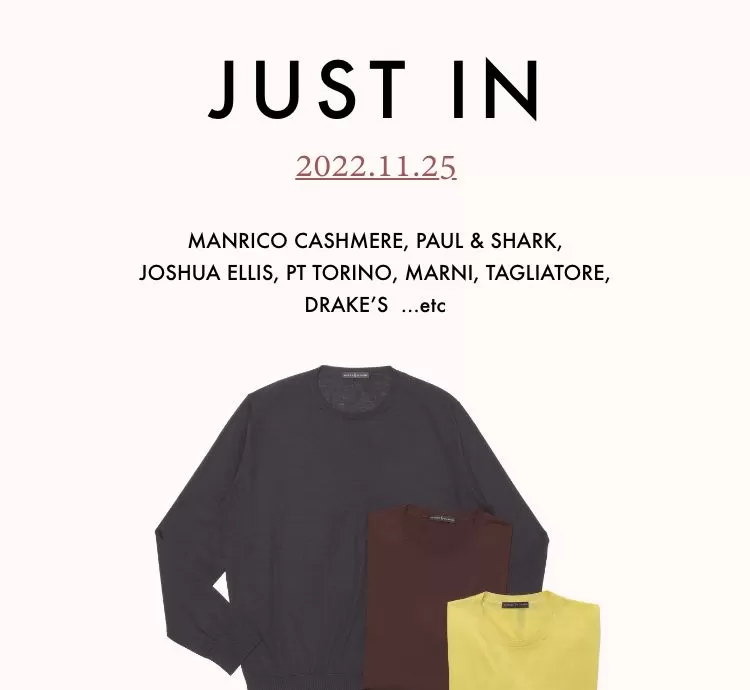 JUST IN
2022.11.25
MANRICO CASHMERE, PAUL & SHARK,
JOSHUA ELLIS, PT TORINO, MARNI, TAGLIATORE,
DRAKE’S ...etc